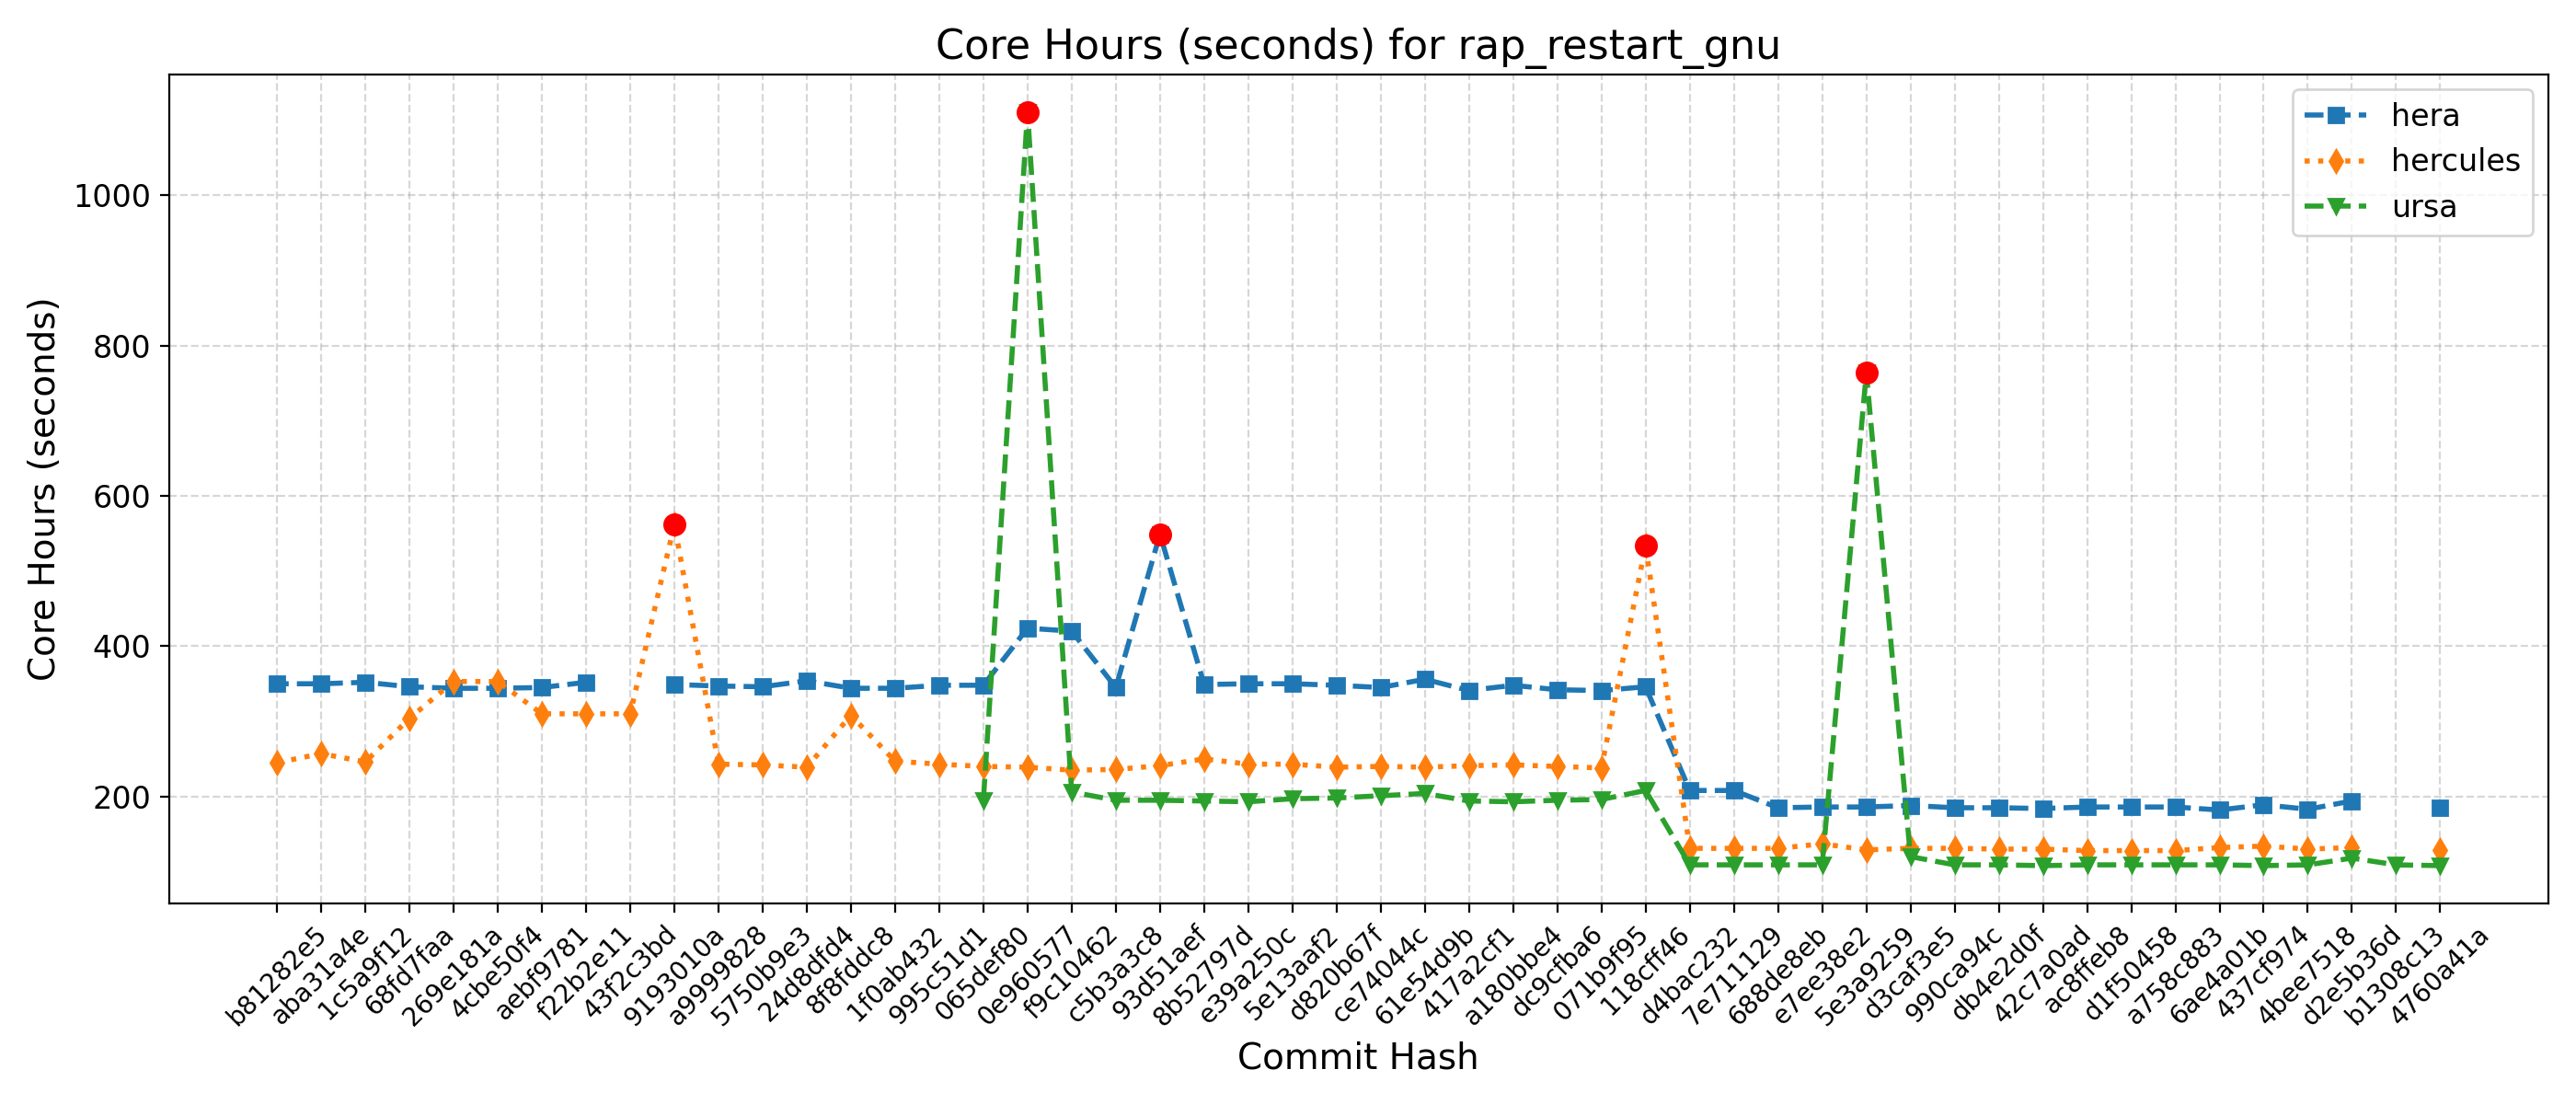 Core Hours (seconds) for rap_restart_gnu
hera
hercules
ursa
Core Hours (seconds)
1000
800
600
400
200
b81282e5
aba31a4e
1c5a9f12
68fd7faa
269e181a
4cbe50f4
aebf9781
f22b2e11
43f2c3bd
9193010a
a9999828
5750b9e3
24d8dfd4
8f8fddc8
1f0ab432
995c51d1
065def80
0e960577
f9c10462
c5b3a3c8
93d51aef
8b52797d
e39a250c
5e13aaf2
d820b67f
ce74044c
61e54d9b
417a2cf1
a180bbe4
dc9cfba6
071b9f95
118cff46
d4bac232
7e711129
688de8eb
e7ee38e2
5e3a9259
d3caf3e5
990ca94c
db4e2d0f
42c7a0ad
ac8ffeb8
d1f50458
a758c883
6ae4a01b
437cf974
4bee7518
d2e5b36d
b1308c13
4760a41a
Commit Hash